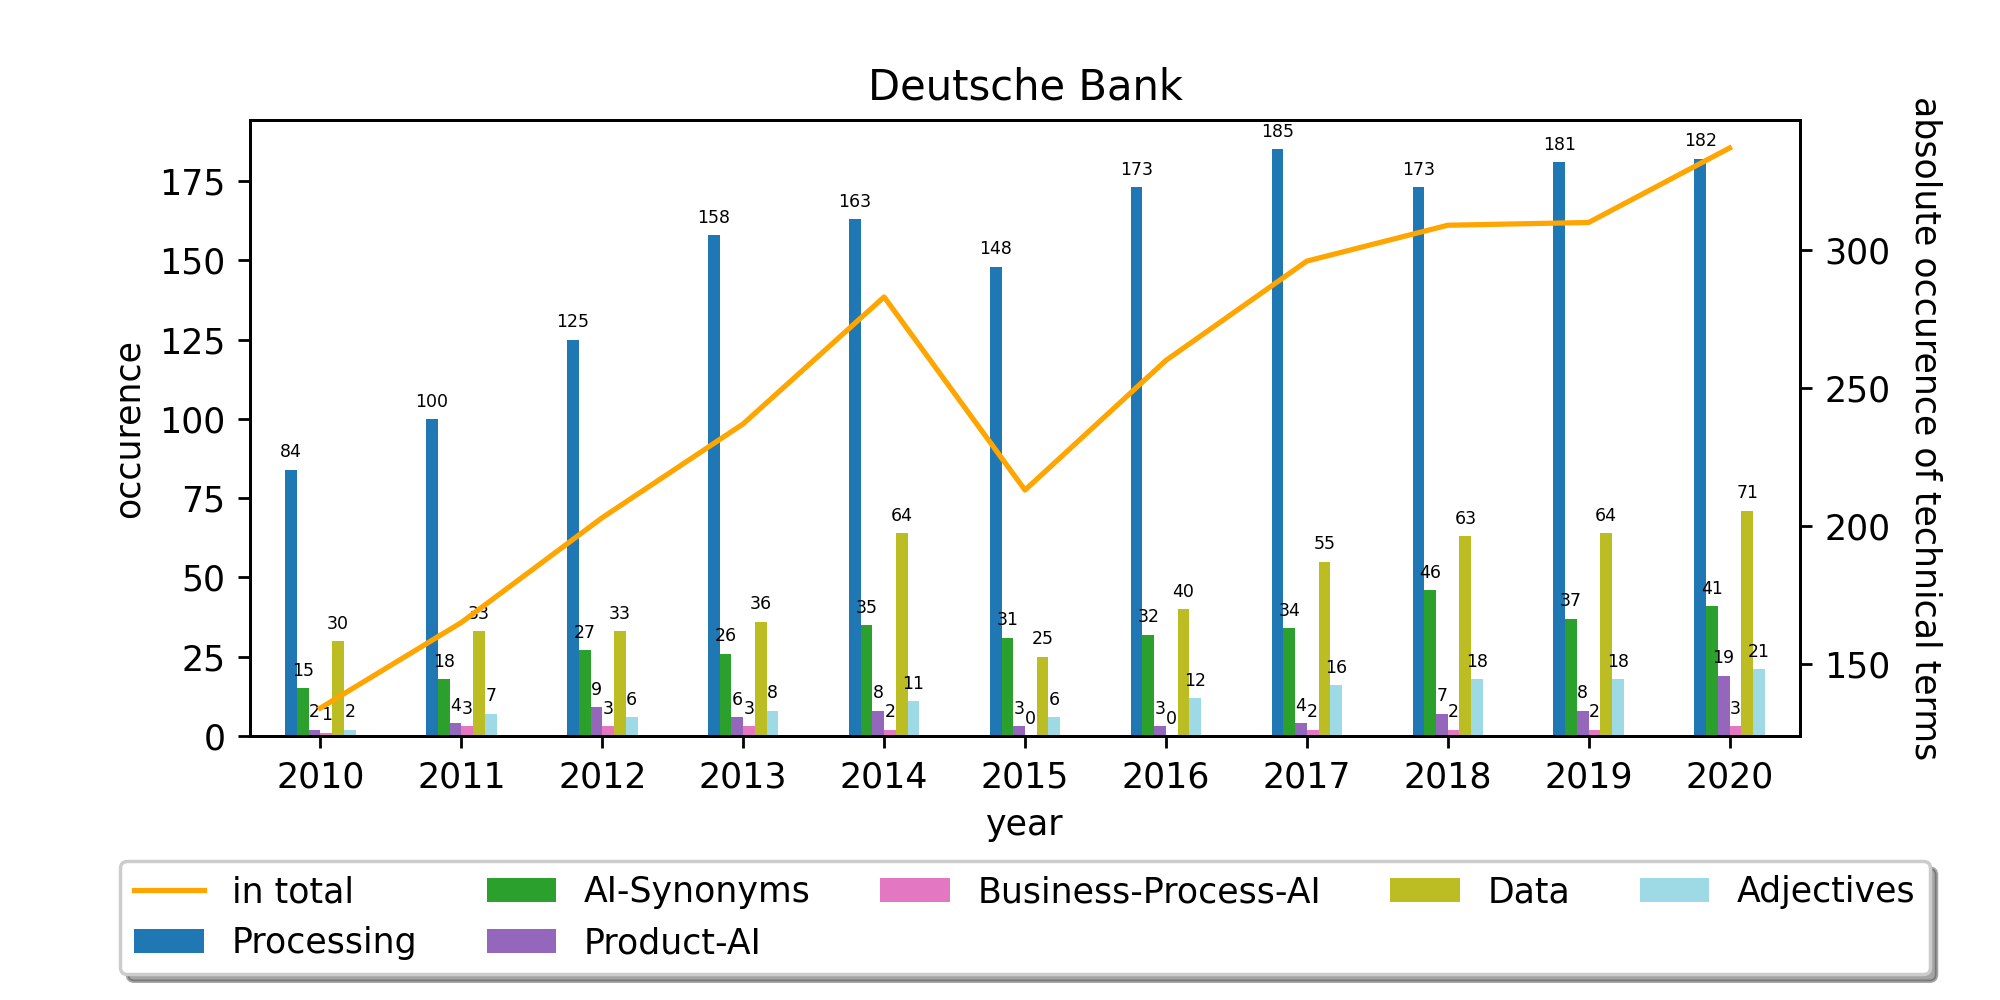 Deutsche Bank
occurence
175
150
125
100
75
50
25
0
84 15 2 1 30 2
100 18 4 3 33 7
125 27 9 3 33 6
158 26 6 3 36 8
163 35 8 2 64 11
148 31 3 0 25 6
173 32 3 0 40 12
185 34 4 2 55 16
173 46 7 2 63 18
181 37 8 2 64 18
182 41 19 3 71 21
300
250
200
150
absolute occurence of technical terms
2010 2011 2012 2013 2014 2015 2016 2017 2018 2019 2020
year
in total AI-Synonyms Business-Process-AI Data Adjectives
Processing Product-AI